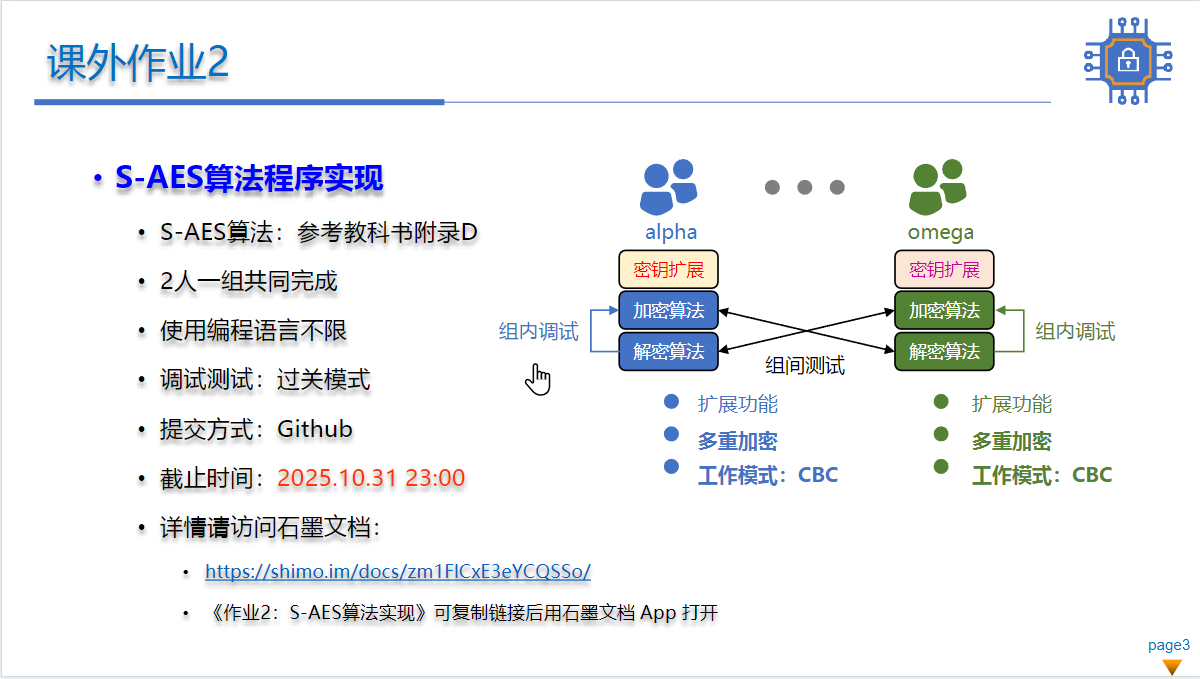 课外作业2
• S-AES算法程序实现
• S-AES算法：参考教科书附录D
• 2人一组共同完成
• 使用编程语言不限
• 调试测试：过关模式
• 提交方式：Github
• 截止时间：2025.10.31 23:00
• 详情请访问石墨文档：
• https://shimo.im/docs/zm1FlCxE3eYCQSSo/
• 《作业2：S-AES算法实现》可复制链接后用石墨文档 App 打开
alpha
密钥扩展
加密算法
解密算法
组内调试
组间测试
omega
密钥扩展
加密算法
解密算法
组内调试
扩展功能
多重加密
工作模式：CBC
扩展功能
多重加密
工作模式：CBC
page3